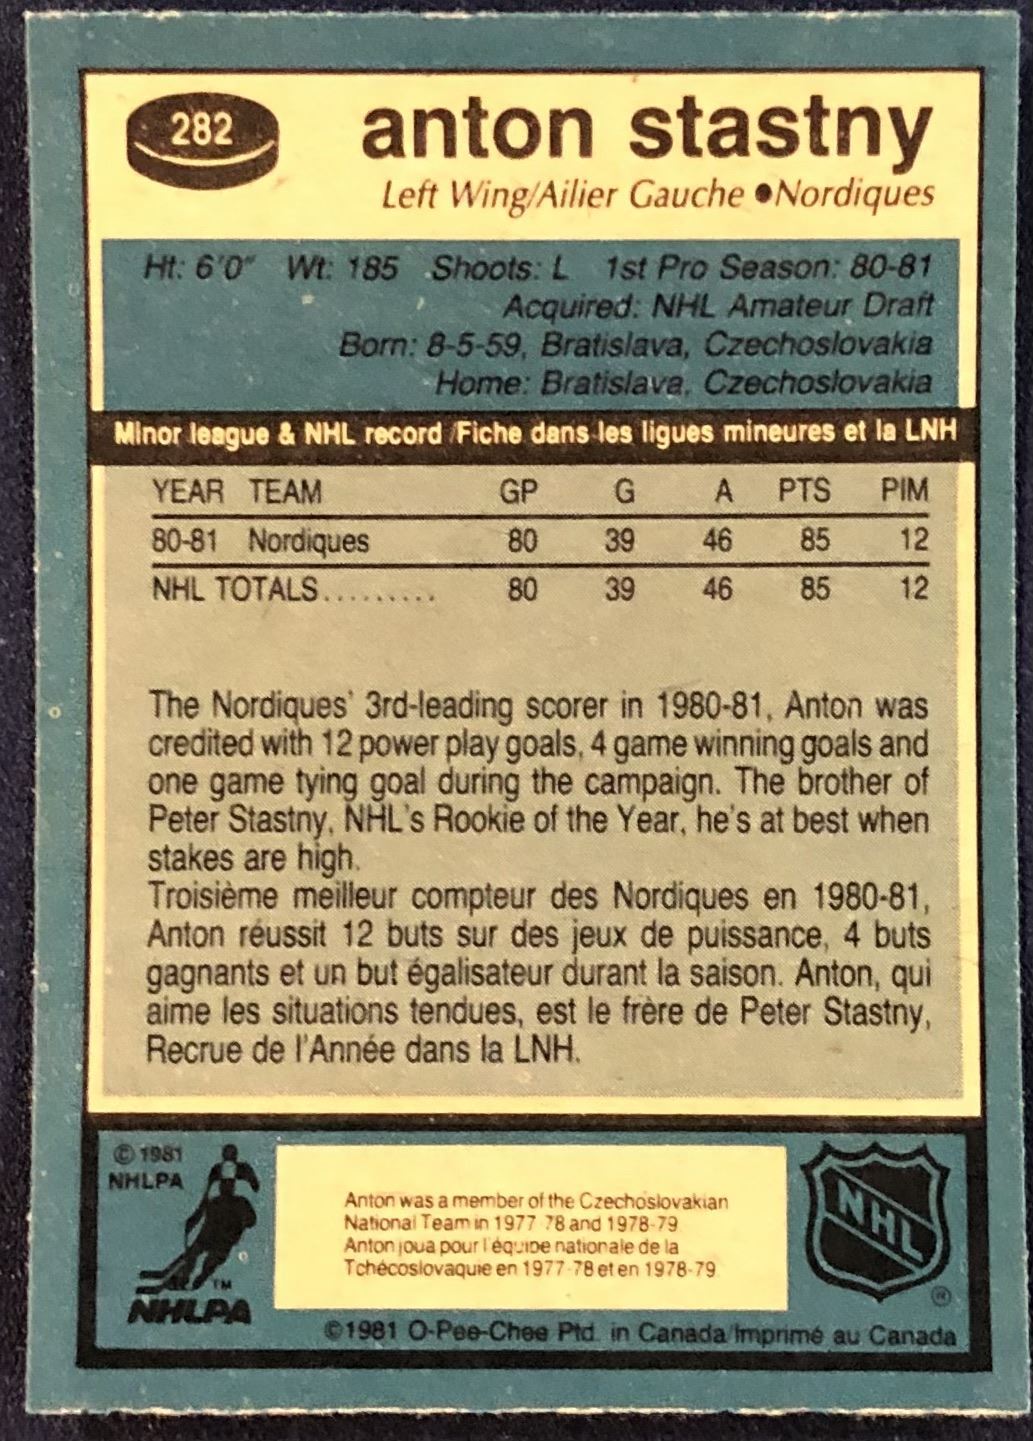 282
anton stastny
Left Wing/Ailier Gauche ●Nordiques
Ht: 6'0" Wt: 185 Shoots: L 1st Pro Season: 80-81
Acquired: NHL Amateur Draft
Born: 8-5-59, Bratislava, Czechoslovakia
Home: Bratislava, Czechoslovakia
Minor league & NHL record /Fiche dans les ligues mineures et la LNH
YEAR TEAM GP G A PTS PIM
80-81 Nordiques 80 39 46 85 12
NHL TOTALS......... 80 39 46 85 12
The Nordiques' 3rd-leading scorer in 1980-81, Anton was
credited with 12 power play goals, 4 game winning goals and
one game tying goal during the campaign. The brother of
Peter Stastny, NHL's Rookie of the Year, he's at best when
stakes are high.
Troisième meilleur compteur des Nordiques en 1980-81,
Anton réussit 12 buts sur des jeux de puissance, 4 buts
gagnants et un but égalisateur durant la saison. Anton, qui
aime les situations tendues, est le frère de Peter Stastny,
Recrue de l'Année dans la LNH.
© 1981
NHLPA
TM
NHLPA
Anton was a member of the Czechoslovakian
National Team in 1977-78 and 1978-79
Anton joua pour l'équipe nationale de la
Tchécoslovaquie en 1977-78 et en 1978-79
NHL
®
©1981 O-Pee-Chee Ptd. in Canada/Imprimé au Canada